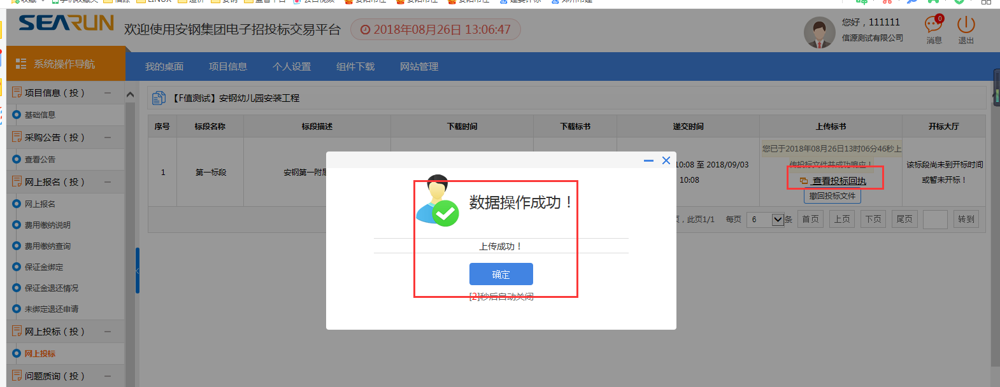 SEARUN
欢迎使用安钢集团电子招投标交易平台
2018年08月26日 13:06:47
您好，111111
信源测试有限公司
0
消息
退出
系统操作导航
我的桌面
项目信息
个人设置
组件下载
网站管理
项目信息（投）
基础信息
采购公告（投）
查看公告
网上报名（投）
网上报名
费用缴纳说明
费用缴纳查询
保证金绑定
保证金退还情况
未绑定退还申请
网上投标（投）
网上投标
问题质询（投）
【F值测试】安钢幼儿园安装工程
序号
标段名称
标段描述
下载时间
下载标书
递交时间
上传标书
开标大厅
1
第一标段
安钢第一附
10:08 至 2018/09/03
10:08
您已于2018年08月26日13时06分46秒上
传投标文件并成功响应！
查看投标回执
撤回投标文件
该标段尚未到开标时间
或暂未开标！
，此页1/1
每页
6
条
首页
上页
下页
尾页
转到
数据操作成功！
上传成功！
确定
[2]秒后自动关闭